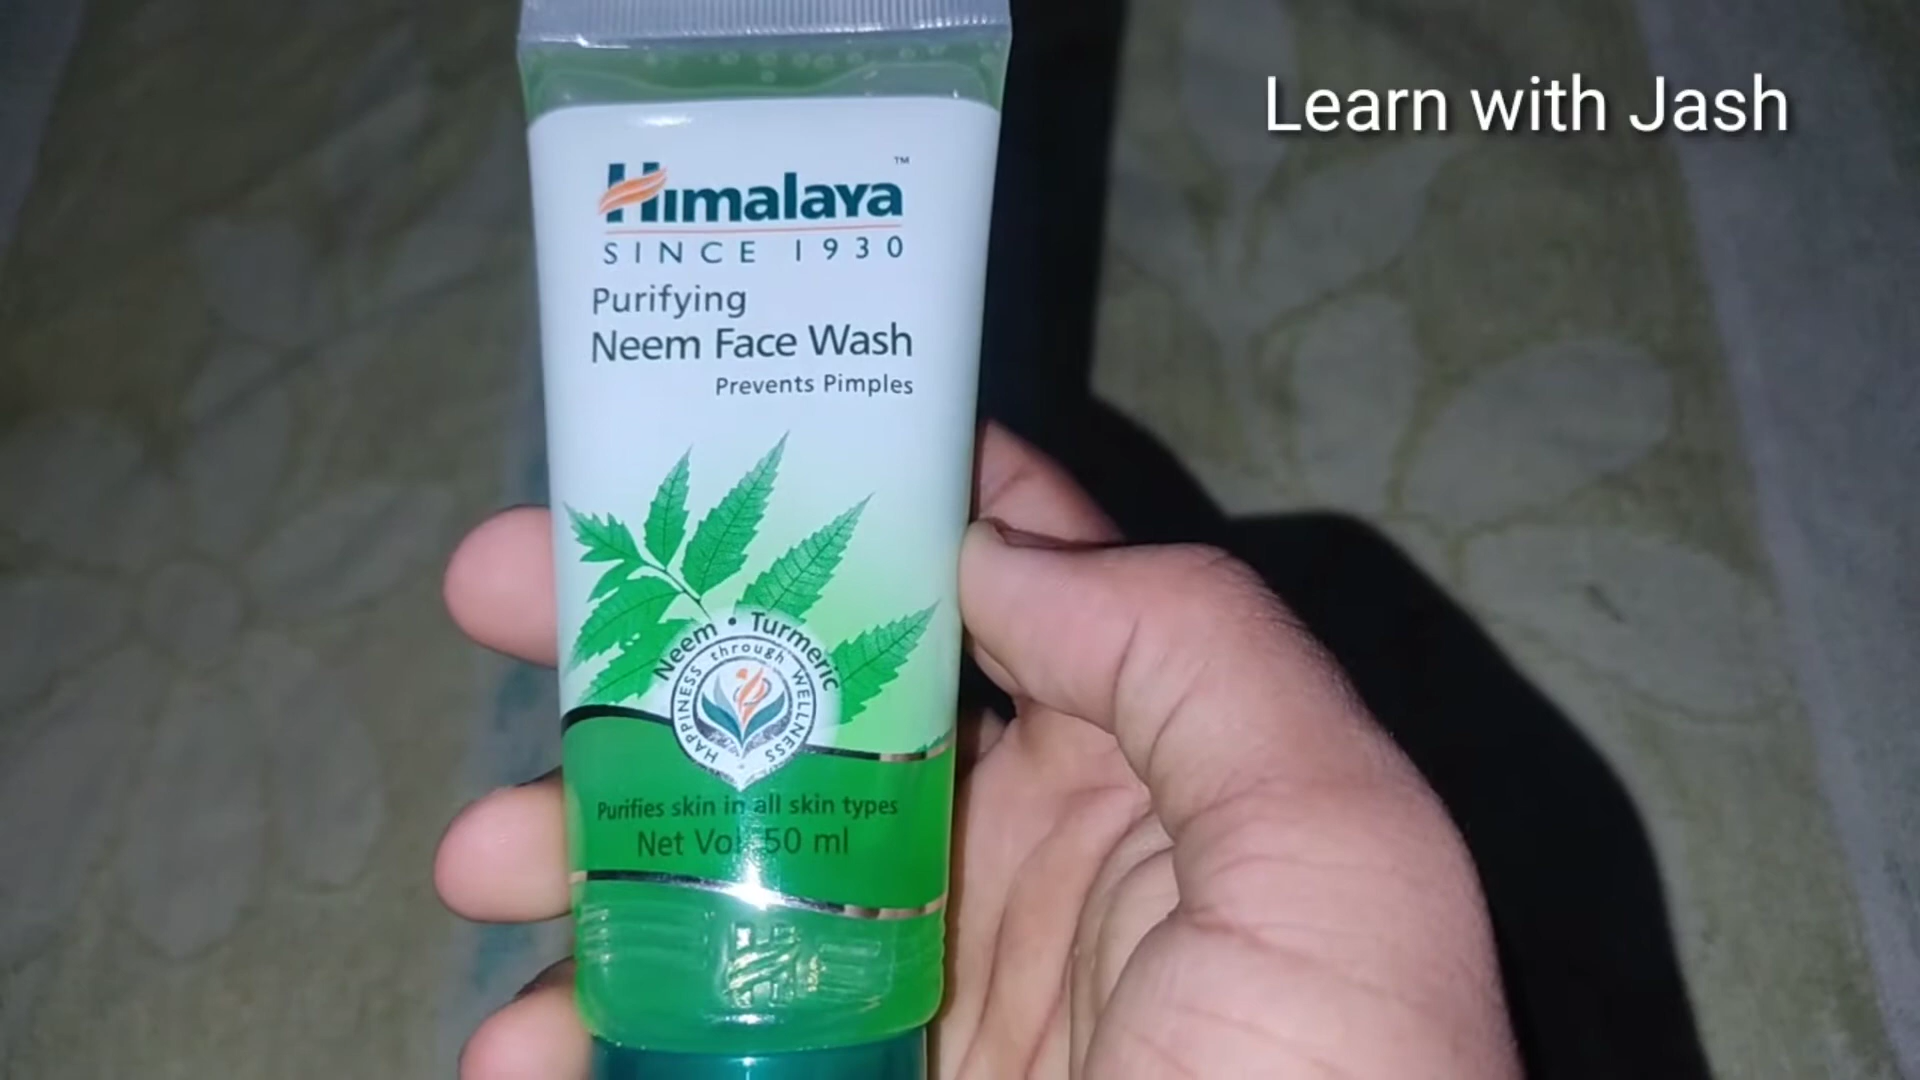 Learn with Jash
Himalaya™
SINCE 1930
Purifying
Neem Face Wash
Prevents Pimples
Neem • Turmeric
HAPPINESS through WELLNESS
Purifies skin in all skin types
Net Vol. 50 ml